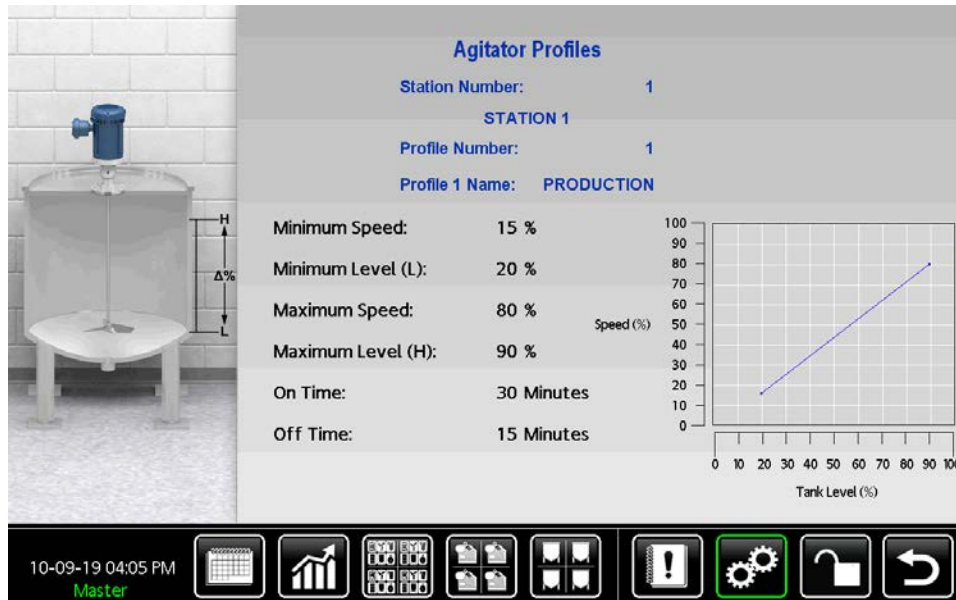 Agitator Profiles
Station Number: 1
STATION 1
Profile Number: 1
Profile 1 Name: PRODUCTION
Minimum Speed: 15 %
Minimum Level (L): 20 %
Maximum Speed: 80 %
Maximum Level (H): 90 %
On Time: 30 Minutes
Off Time: 15 Minutes
H
Δ%
L
100
90
80
70
60
Speed (%) 50
40
30
20
10
0
0 10 20 30 40 50 60 70 80 90 100
Tank Level (%)
10-09-19 04:05 PM
Master